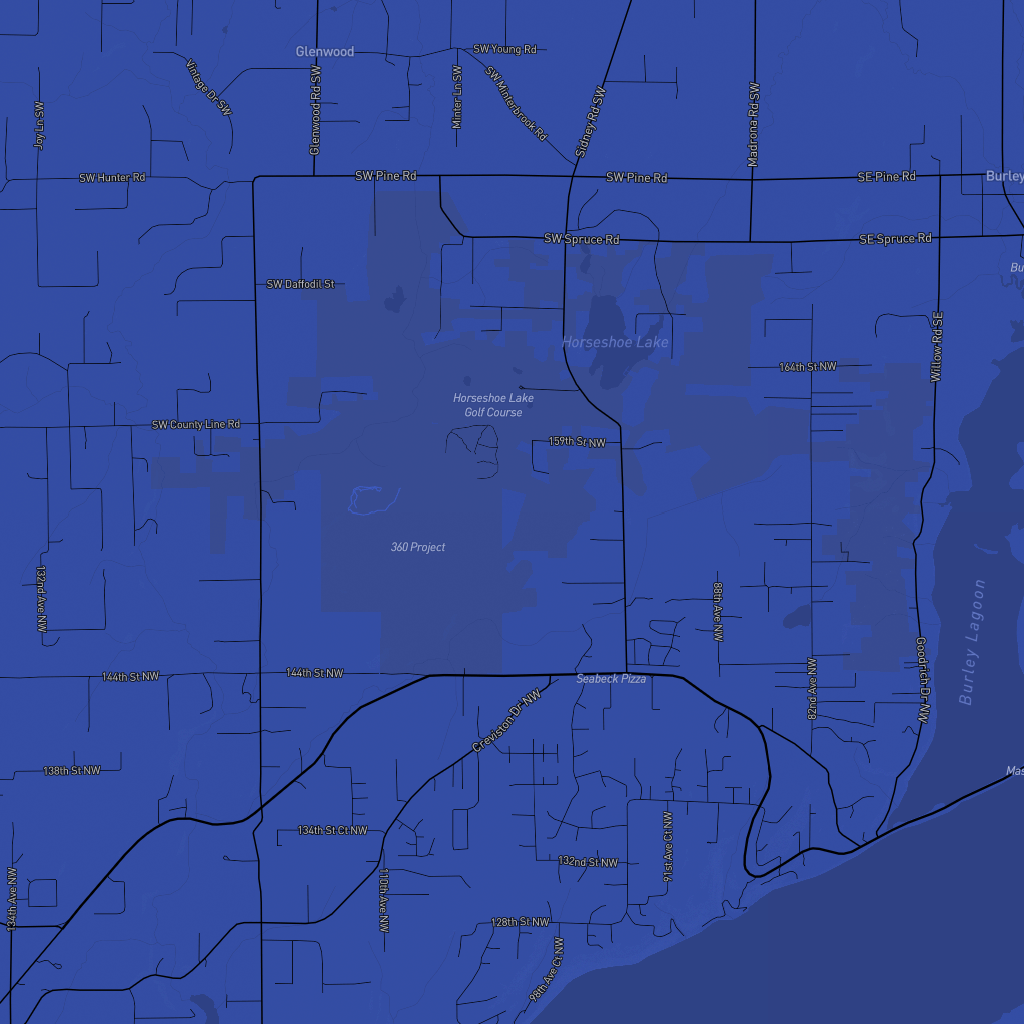 Glenwood
SW Young Rd
Vintage Dr SW
Glenwood Rd SW
Minter Ln SW
SW Minterbrook Rd
Sidney Rd SW
Madrona Rd SW
Joy Ln SW
SW Hunter Rd
SW Pine Rd
SW Pine Rd
SE Pine Rd
Burley
SW Spruce Rd
SE Spruce Rd
Bu
SW Daffodil St
Horseshoe Lake
Willow Rd SE
164th St NW
Horseshoe Lake
Golf Course
SW County Line Rd
159th St NW
360 Project
132nd Ave NW
88th Ave NW
Burley Lagoon
Goodrich Dr NW
144th St NW
144th St NW
Seabeck Pizza
82nd Ave NW
Creviston Dr NW
138th St NW
Mas
134th St Ct NW
132nd St NW
91st Ave Ct NW
134th Ave NW
110th Ave NW
128th St NW
98th Ave Ct NW